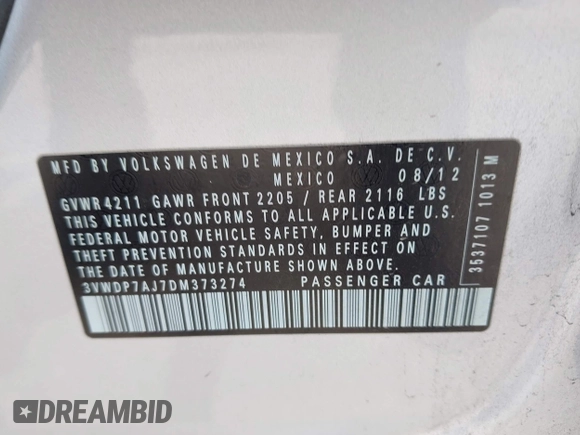 MFD BY VOLKSWAGEN DE MEXICO S.A. DE C.V.
MEXICO 08/12
GVWR 4211 GAWR FRONT 2205 / REAR 2116 LBS
THIS VEHICLE CONFORMS TO ALL APPLICABLE U.S.
FEDERAL MOTOR VEHICLE SAFETY, BUMPER AND
THEFT PREVENTION STANDARDS IN EFFECT ON
THE DATE OF MANUFACTURE SHOWN ABOVE.
3VWDP7AJ7DM373274 PASSENGER CAR
3537107 1013 M
DREAMBID